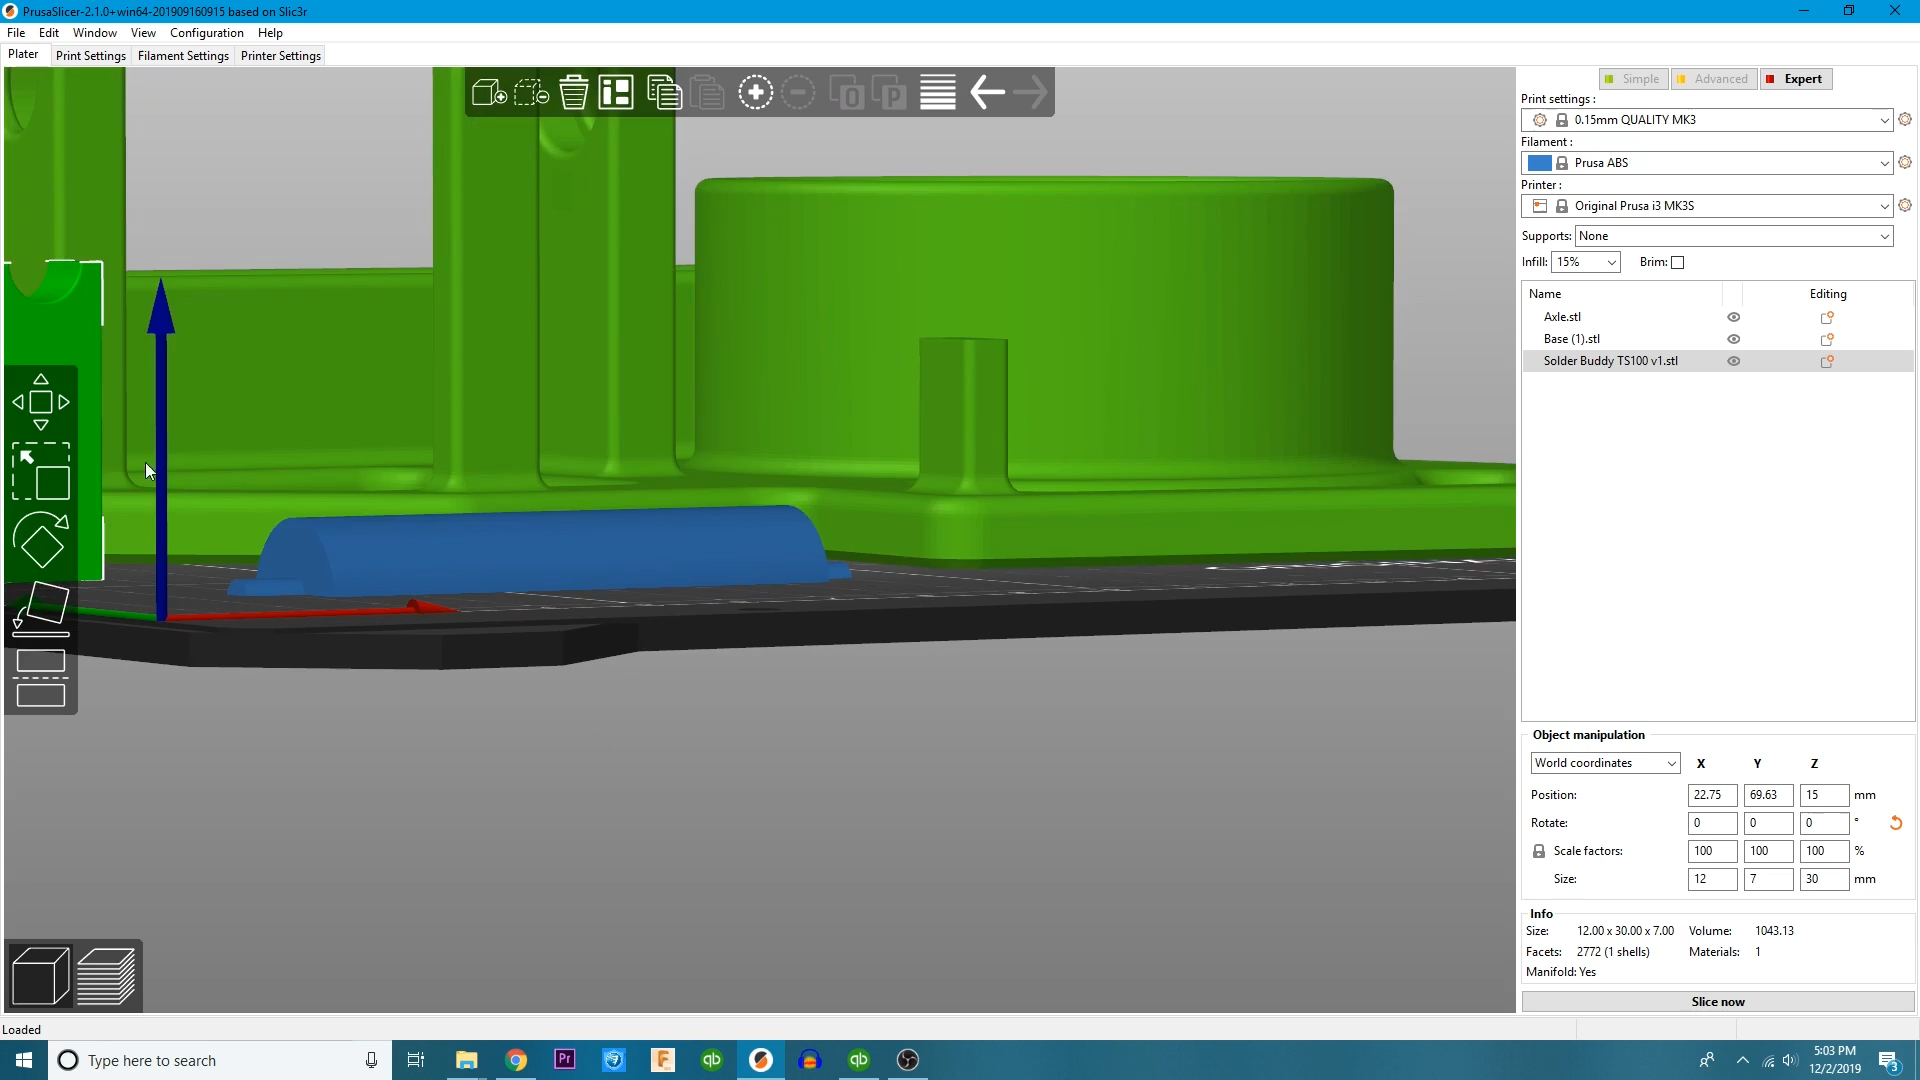 PrusaSlicer-2.1.0+win64-201909160915 based on Slic3r
File Edit Window View Configuration Help
Plater Print Settings Filament Settings Printer Settings
Simple Advanced Expert
Print settings :
0.15mm QUALITY MK3
Filament :
Prusa ABS
Printer :
Original Prusa i3 MK3S
Supports: None
Infill: 15% Brim:
Name Editing
Axle.stl
Base (1).stl
Solder Buddy TS100 v1.stl
Object manipulation
World coordinates X Y Z
Position: 22.75 69.63 15 mm
Rotate: 0 0 0 °
Scale factors: 100 100 100 %
Size: 12 7 30 mm
Info
Size: 12.00 x 30.00 x 7.00 Volume: 1043.13
Facets: 2772 (1 shells) Materials: 1
Manifold: Yes
Slice now
Loaded
Type here to search
Pr
F
qb
qb
5:03 PM
12/2/2019
3
O
P